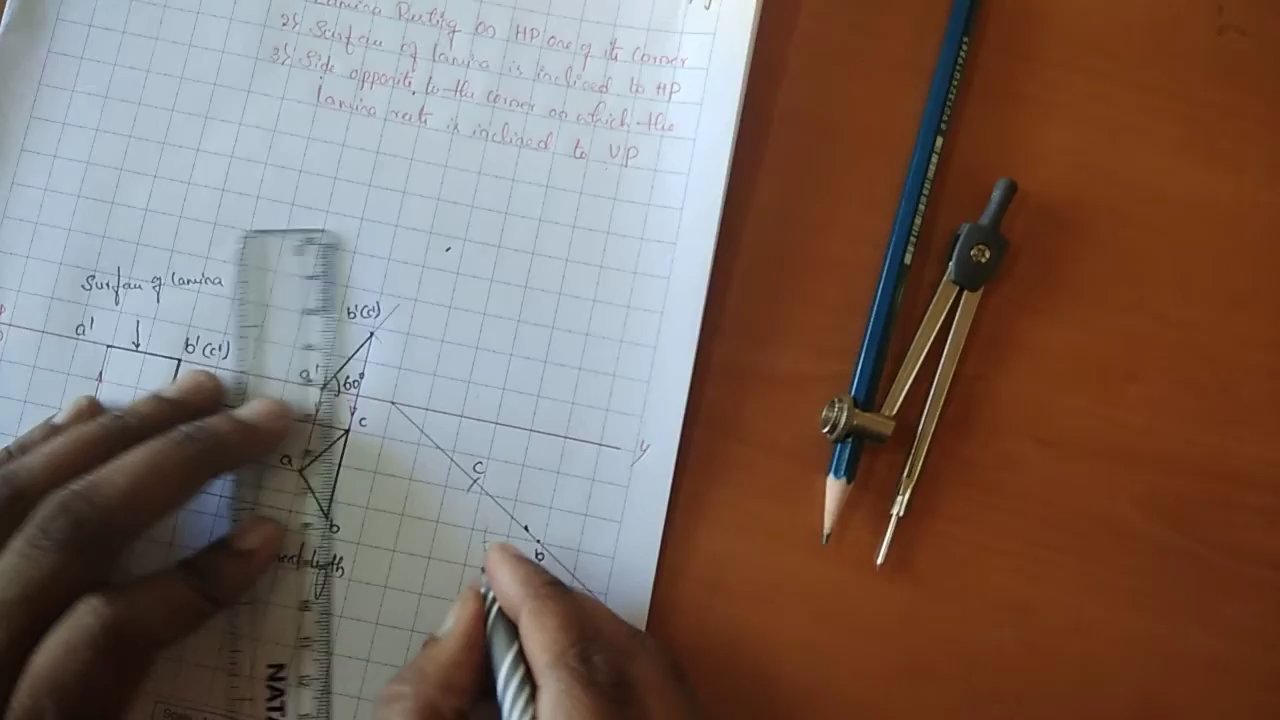 Lamina Resting on HP one of its corner
2) Surface of lamina is inclined to HP
3) Side opposite to the corner on which the
lamina rests is inclined to VP
Surface of lamina
a'
b'(c')
b'(c')
a'
60°
c
a
b
y
c
b
NATA